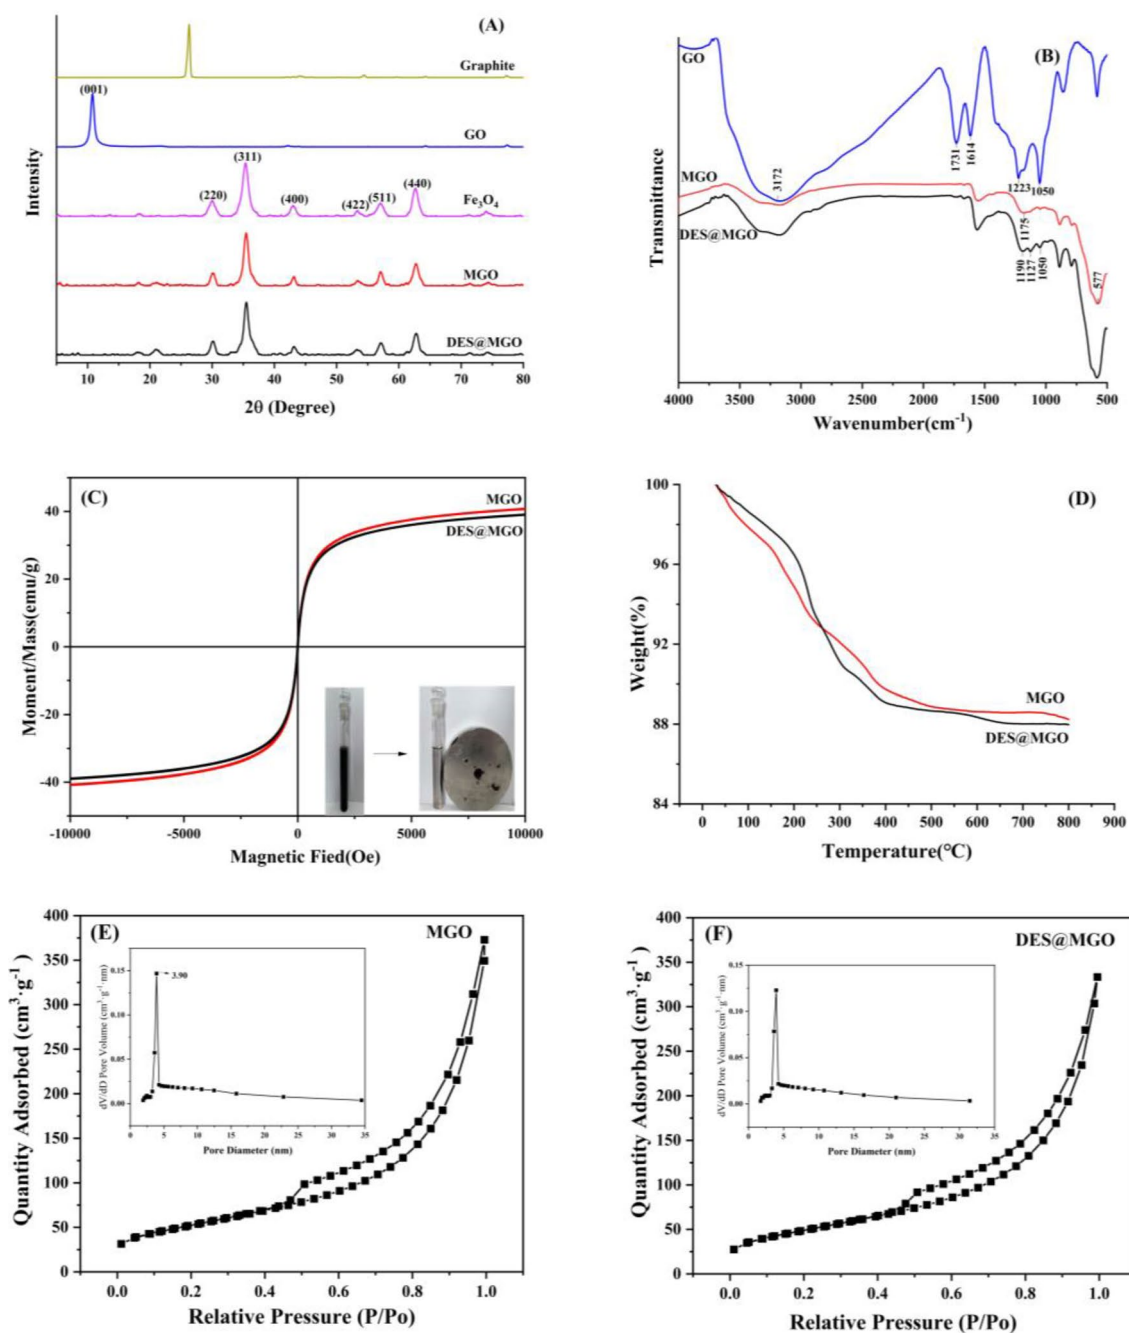 (A)
Graphite
(001)
GO
(311)
(220)
(400)
(422)
(511)
(440)
Fe3O4
MGO
DES@MGO
Intensity
10 20 30 40 50 60 70 80
2θ (Degree)
(B)
GO
MGO
DES@MGO
3172
1731
1614
1223
1050
1175
1190
1127
1050
577
Transmittance
4000 3500 3000 2500 2000 1500 1000 500
Wavenumber(cm-1)
(C)
MGO
DES@MGO
Moment/Mass(emu/g)
40
20
0
-20
-40
-10000 -5000 0 5000 10000
Magnetic Fied(Oe)
(D)
MGO
DES@MGO
Weight(%)
100
96
92
88
84
0 100 200 300 400 500 600 700 800 900
Temperature(°C)
(E)
MGO
Quantity Adsorbed (cm3·g-1)
400
350
300
250
200
150
100
50
0
0.0 0.2 0.4 0.6 0.8 1.0
Relative Pressure (P/Po)
3.90
dV/dD Pore Volume (cm3·g-1·nm)
0.15
0.10
0.05
0.00
0 5 10 15 20 25 30 35
Pore Diameter (nm)
(F)
DES@MGO
Quantity Adsorbed (cm3·g-1)
400
350
300
250
200
150
100
50
0
0.0 0.2 0.4 0.6 0.8 1.0
Relative Pressure (P/Po)
dV/dD Pore Volume (cm3·g-1·nm)
0.15
0.10
0.05
0.00
0 5 10 15 20 25 30 35
Pore Diameter (nm)